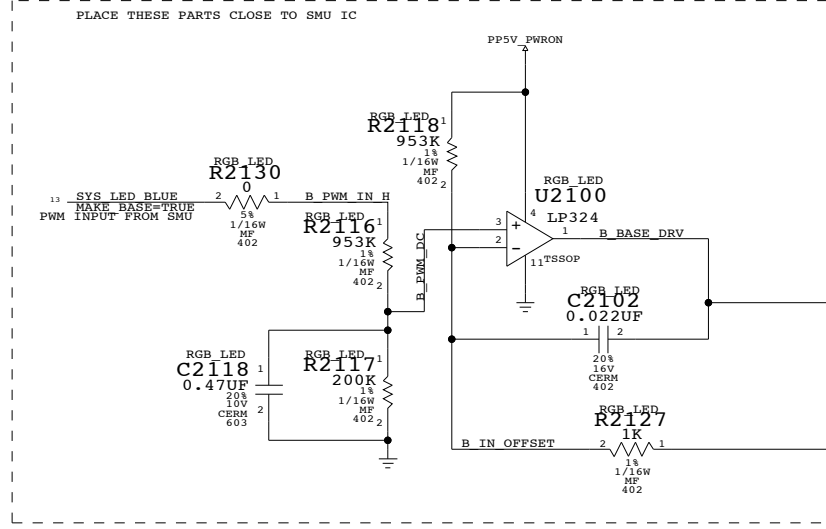 PLACE THESE PARTS CLOSE TO SMU IC
PP5V_PWRON
RGB_LED
R2118
1
953K
1%
1/16W
MF
402
2
RGB_LED
R2130
0
2
1
5%
1/16W
MF
402
13
SYS_LED_BLUE
MAKE_BASE=TRUE
PWM INPUT FROM SMU
B_PWM_IN_H
RGB_LED
R2116
1
953K
1%
1/16W
MF
402
2
B_PWM_DC
RGB_LED
U2100
LP324
4
3
2
+
−
1
11
TSSOP
B_BASE_DRV
RGB_LED
C2102
0.022UF
1
2
20%
16V
CERM
402
RGB_LED
C2118
0.47UF
1
20%
10V
CERM
603
2
RGB_LED
R2117
1
200K
1%
1/16W
MF
402
2
B_IN_OFFSET
RGB_LED
R2127
1K
2
1
1%
1/16W
MF
402